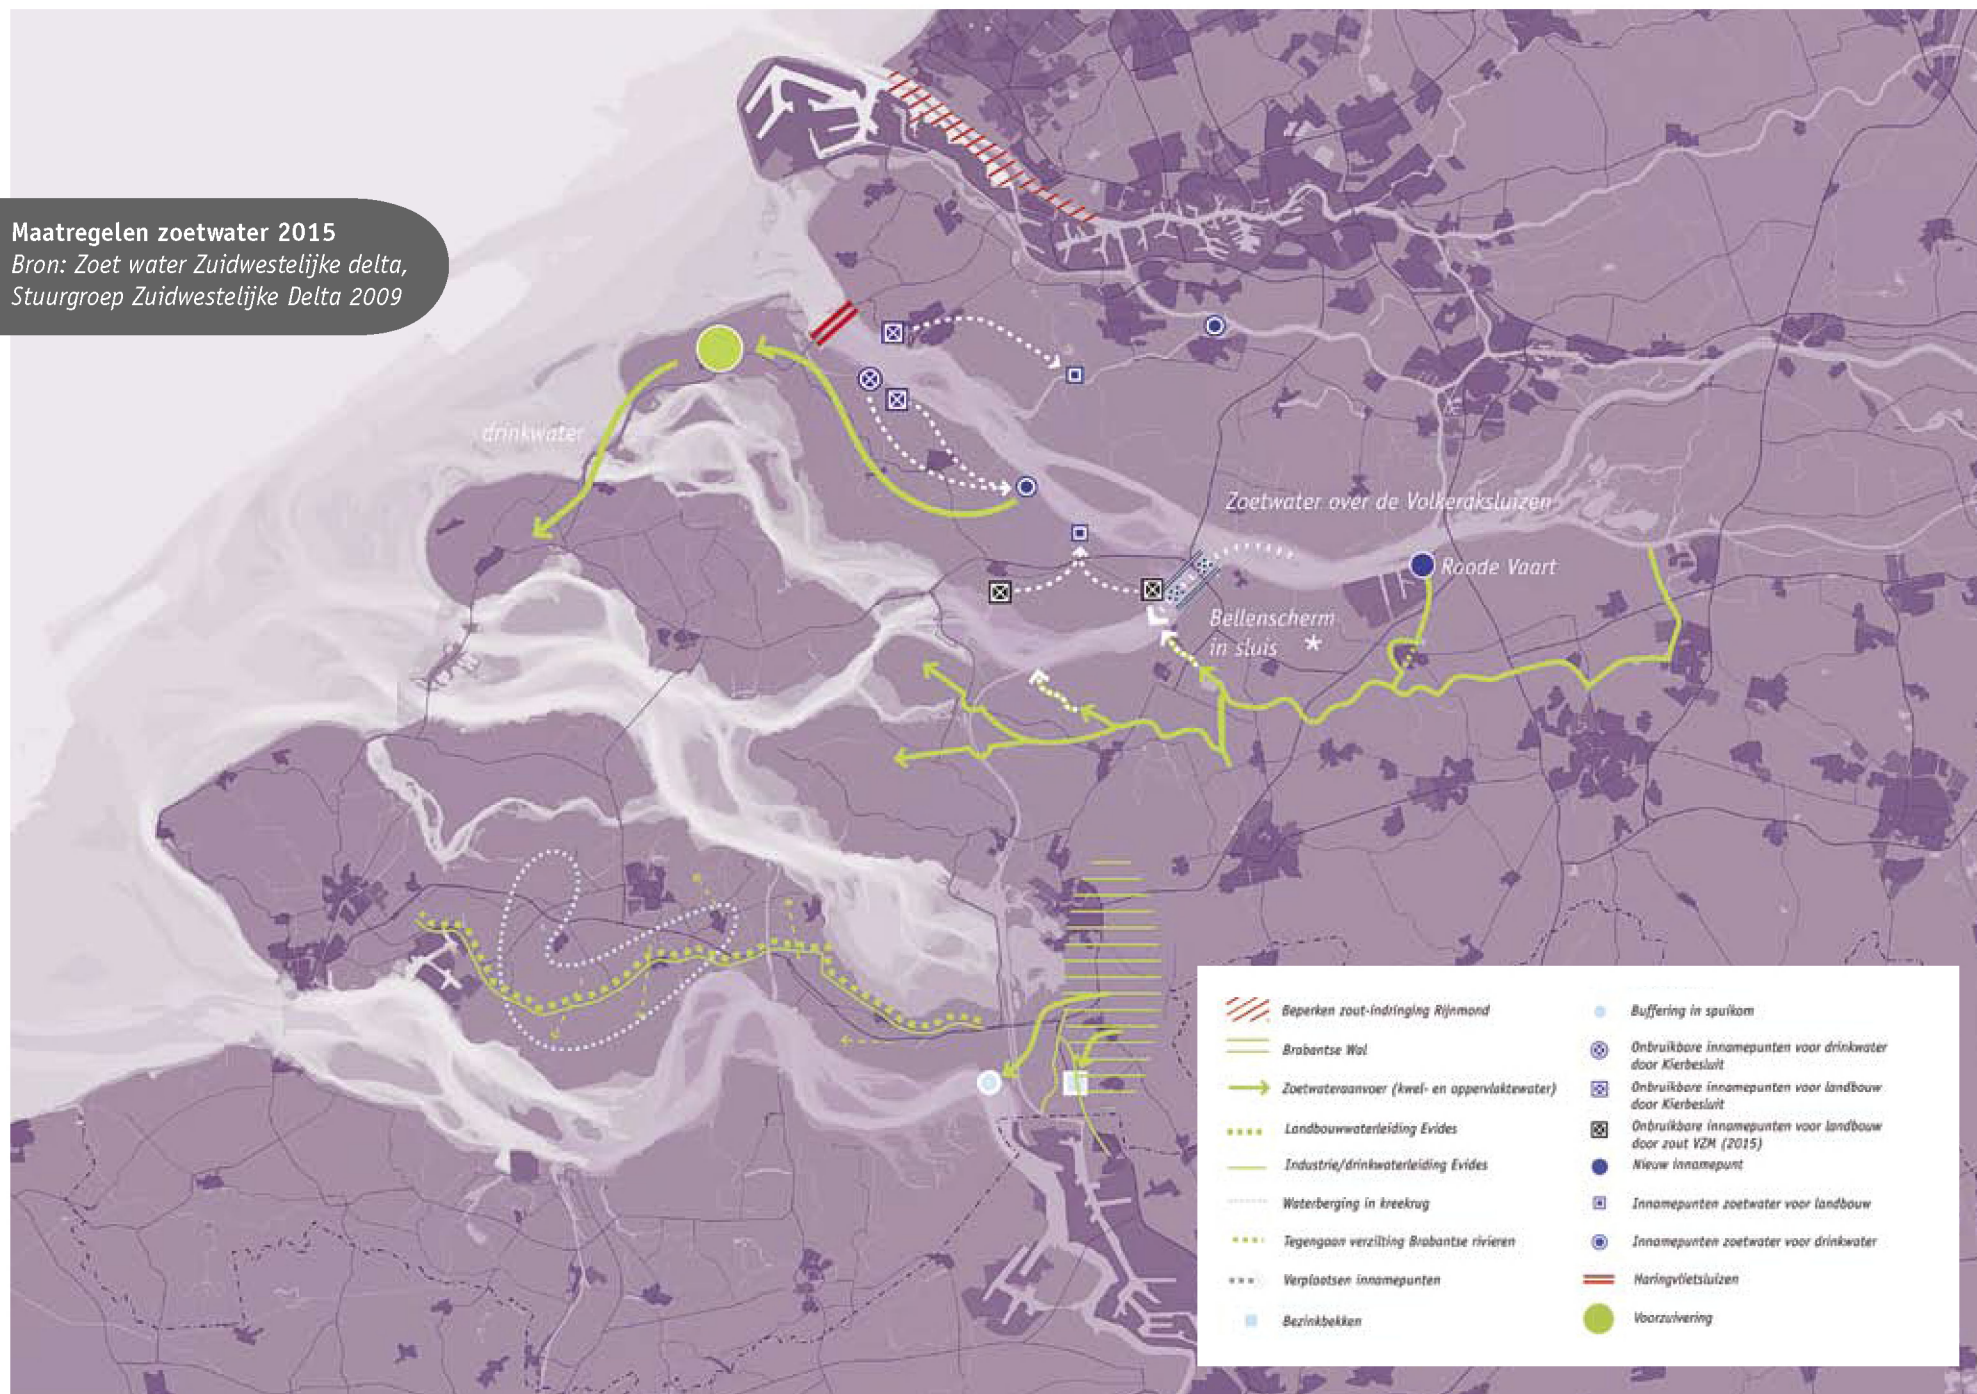 Maatregelen zoetwater 2015
Bron: Zoet water Zuidwestelijke delta,
Stuurgroep Zuidwestelijke Delta 2009
drinkwater
Zoetwater over de Volkeraksluizen
Roode Vaart
Bellenscherm
in sluis *
Beperken zout-indringing Rijnmond
Brabantse Wal
Zoetwateraanvoer (kwel- en oppervlaktewater)
Landbouwwaterleiding Evides
Industrie/drinkwaterleiding Evides
Waterberging in kreekrug
Tegengaan verzilting Brabantse rivieren
Verplaatsen innamepunten
Bezinkbekken
Buffering in spuikom
Onbruikbare innamepunten voor drinkwater
door Kierbesluit
Onbruikbare innamepunten voor landbouw
door Kierbesluit
Onbruikbare innamepunten voor landbouw
door zout VZM (2015)
Nieuw innamepunt
Innamepunten zoetwater voor landbouw
Innamepunten zoetwater voor drinkwater
Haringvlietsluizen
Voorzuivering